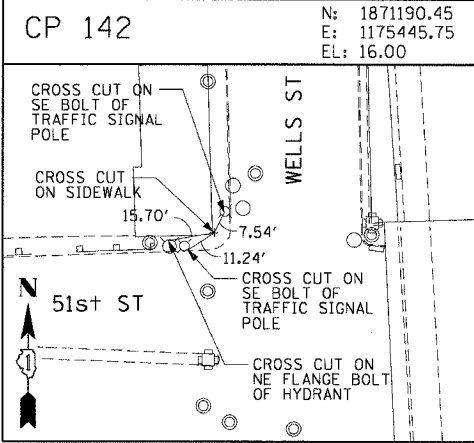 CP 142
N: 1871190.45
E: 1175445.75
EL: 16.00
CROSS CUT ON
SE BOLT OF
TRAFFIC SIGNAL
POLE
WELLS ST
CROSS CUT
ON SIDEWALK
15.70'
7.54'
11.24'
CROSS CUT ON
SE BOLT OF
TRAFFIC SIGNAL
POLE
N
51st ST
CROSS CUT ON
NE FLANGE BOLT
OF HYDRANT